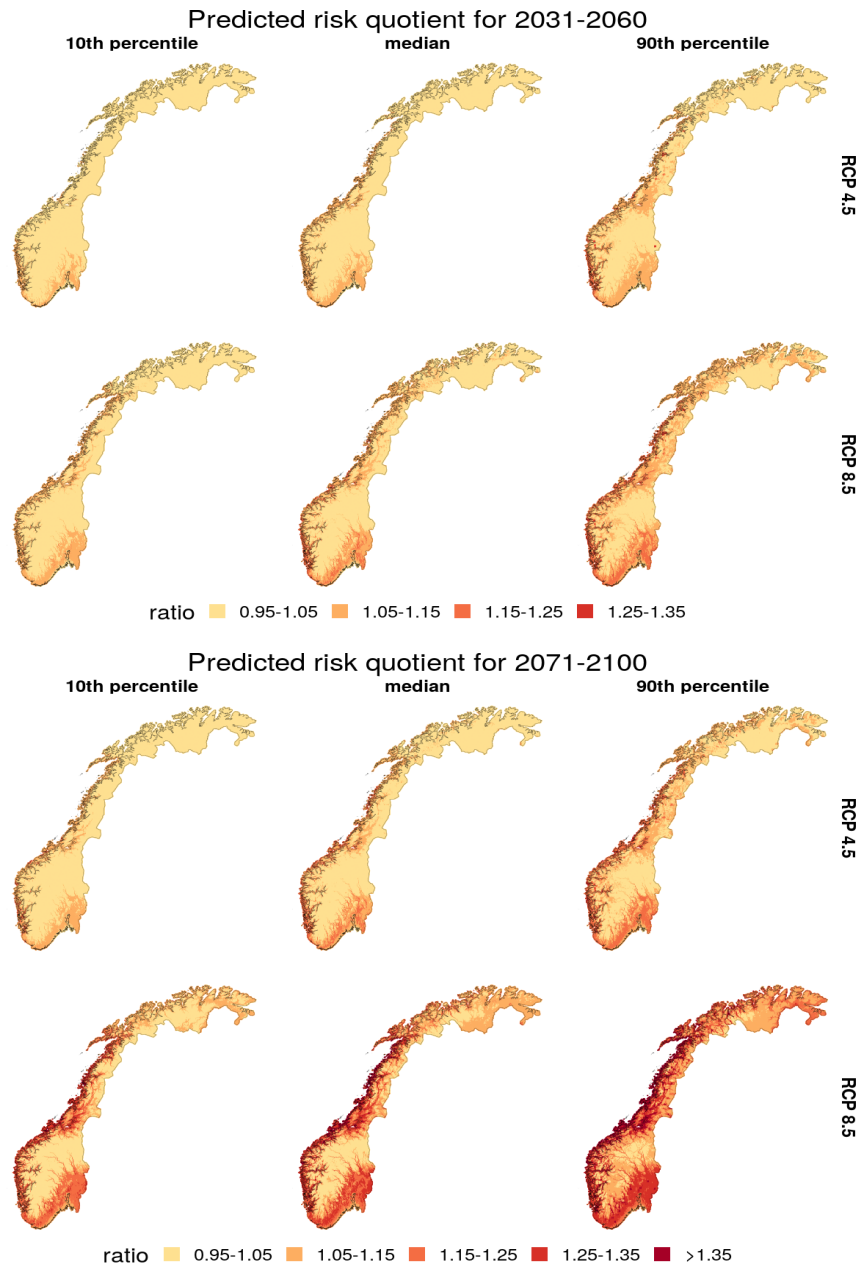 Predicted risk quotient for 2031-2060
10th percentile median 90th percentile
RCP 4.5
RCP 8.5
ratio 0.95-1.05 1.05-1.15 1.15-1.25 1.25-1.35
Predicted risk quotient for 2071-2100
10th percentile median 90th percentile
RCP 4.5
RCP 8.5
ratio 0.95-1.05 1.05-1.15 1.15-1.25 1.25-1.35 >1.35